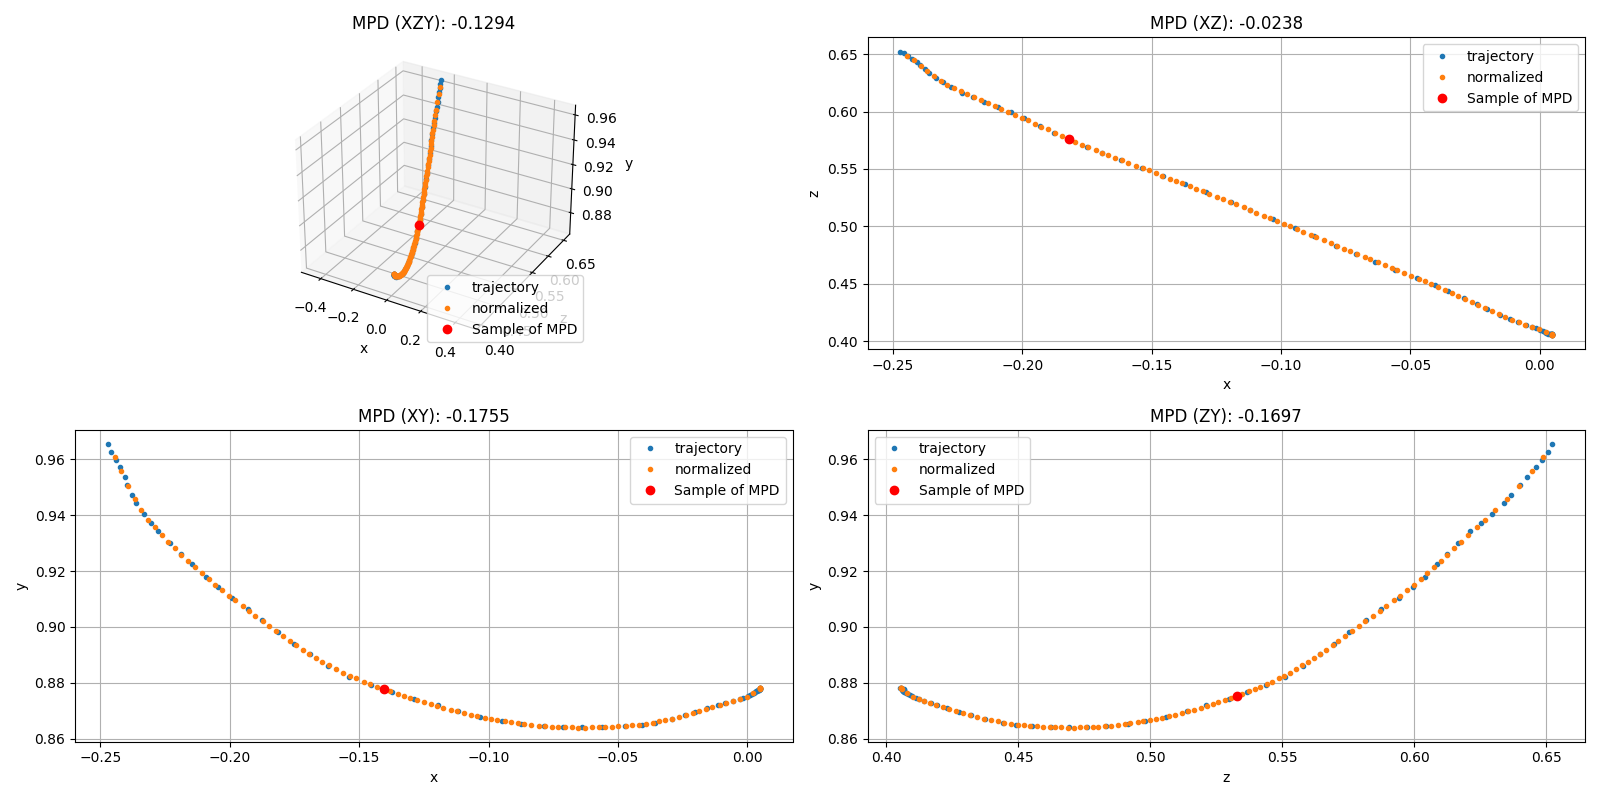 MPD (XZY): -0.1294
0.96
0.94
0.92
0.90
0.88
y
0.65
0.60
0.55
0.50
0.40
z
−0.4
−0.2
0.0
0.2
0.4
x
trajectory
normalized
Sample of MPD
MPD (XZ): -0.0238
0.65
0.60
0.55
0.50
0.45
0.40
z
−0.25
−0.20
−0.15
−0.10
−0.05
0.00
x
trajectory
normalized
Sample of MPD
MPD (XY): -0.1755
0.96
0.94
0.92
0.90
0.88
0.86
y
−0.25
−0.20
−0.15
−0.10
−0.05
0.00
x
trajectory
normalized
Sample of MPD
MPD (ZY): -0.1697
0.96
0.94
0.92
0.90
0.88
0.86
y
0.40
0.45
0.50
0.55
0.60
0.65
z
trajectory
normalized
Sample of MPD